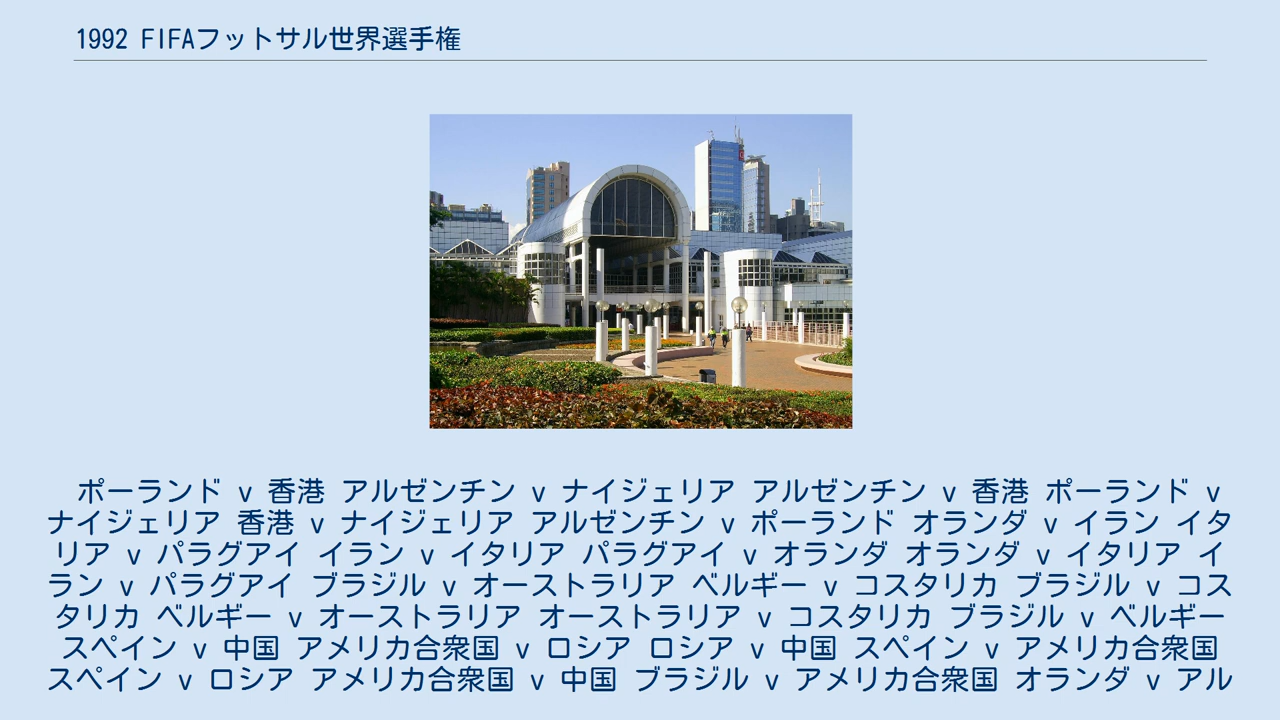 1992 FIFAフットサル世界選手権
ポーランド v 香港 アルゼンチン v ナイジェリア アルゼンチン v 香港 ポーランド v
ナイジェリア 香港 v ナイジェリア アルゼンチン v ポーランド オランダ v イラン イタ
リア v パラグアイ イラン v イタリア パラグアイ v オランダ オランダ v イタリア イ
ラン v パラグアイ ブラジル v オーストラリア ベルギー v コスタリカ ブラジル v コス
タリカ ベルギー v オーストラリア オーストラリア v コスタリカ ブラジル v ベルギー
スペイン v 中国 アメリカ合衆国 v ロシア ロシア v 中国 スペイン v アメリカ合衆国
スペイン v ロシア アメリカ合衆国 v 中国 ブラジル v アメリカ合衆国 オランダ v アル